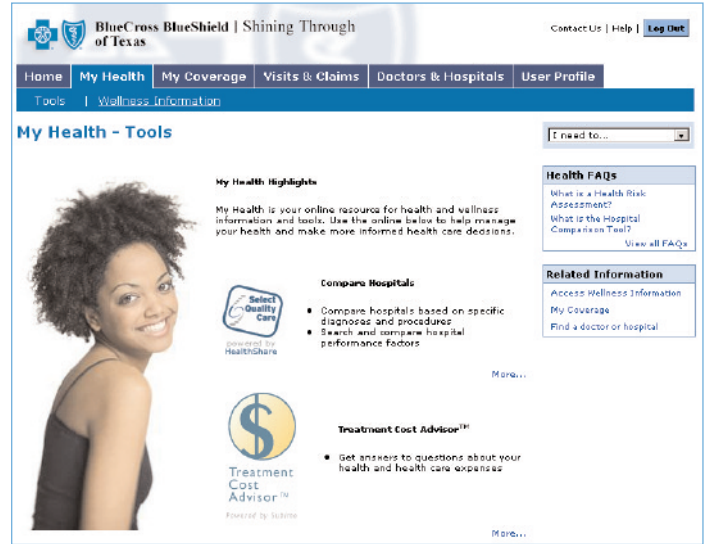 BlueCross BlueShield | Shining Through
of Texas
Contact Us | Help | Log Out
Home My Health My Coverage Visits & Claims Doctors & Hospitals User Profile
Tools | Wellness Information
My Health - Tools
I need to...
My Health Highlights
My Health is your online resource for health and wellness
information and tools. Use the online below to help manage
your health and make more informed health care decisions.
Select
Quality
Care
powered by
HealthShare
Compare Hospitals
• Compare hospitals based on specific
diagnoses and procedures
• Search and compare hospital
performance factors
More...
Treatment
Cost
Advisor™
Powered by Subimo
Treatment Cost Advisor™
• Get answers to questions about your
health and health care expenses
More...
Health FAQs
What is a Health Risk
Assessment?
What is the Hospital
Comparison Tool?
View all FAQs
Related Information
Access Wellness Information
My Coverage
Find a doctor or hospital